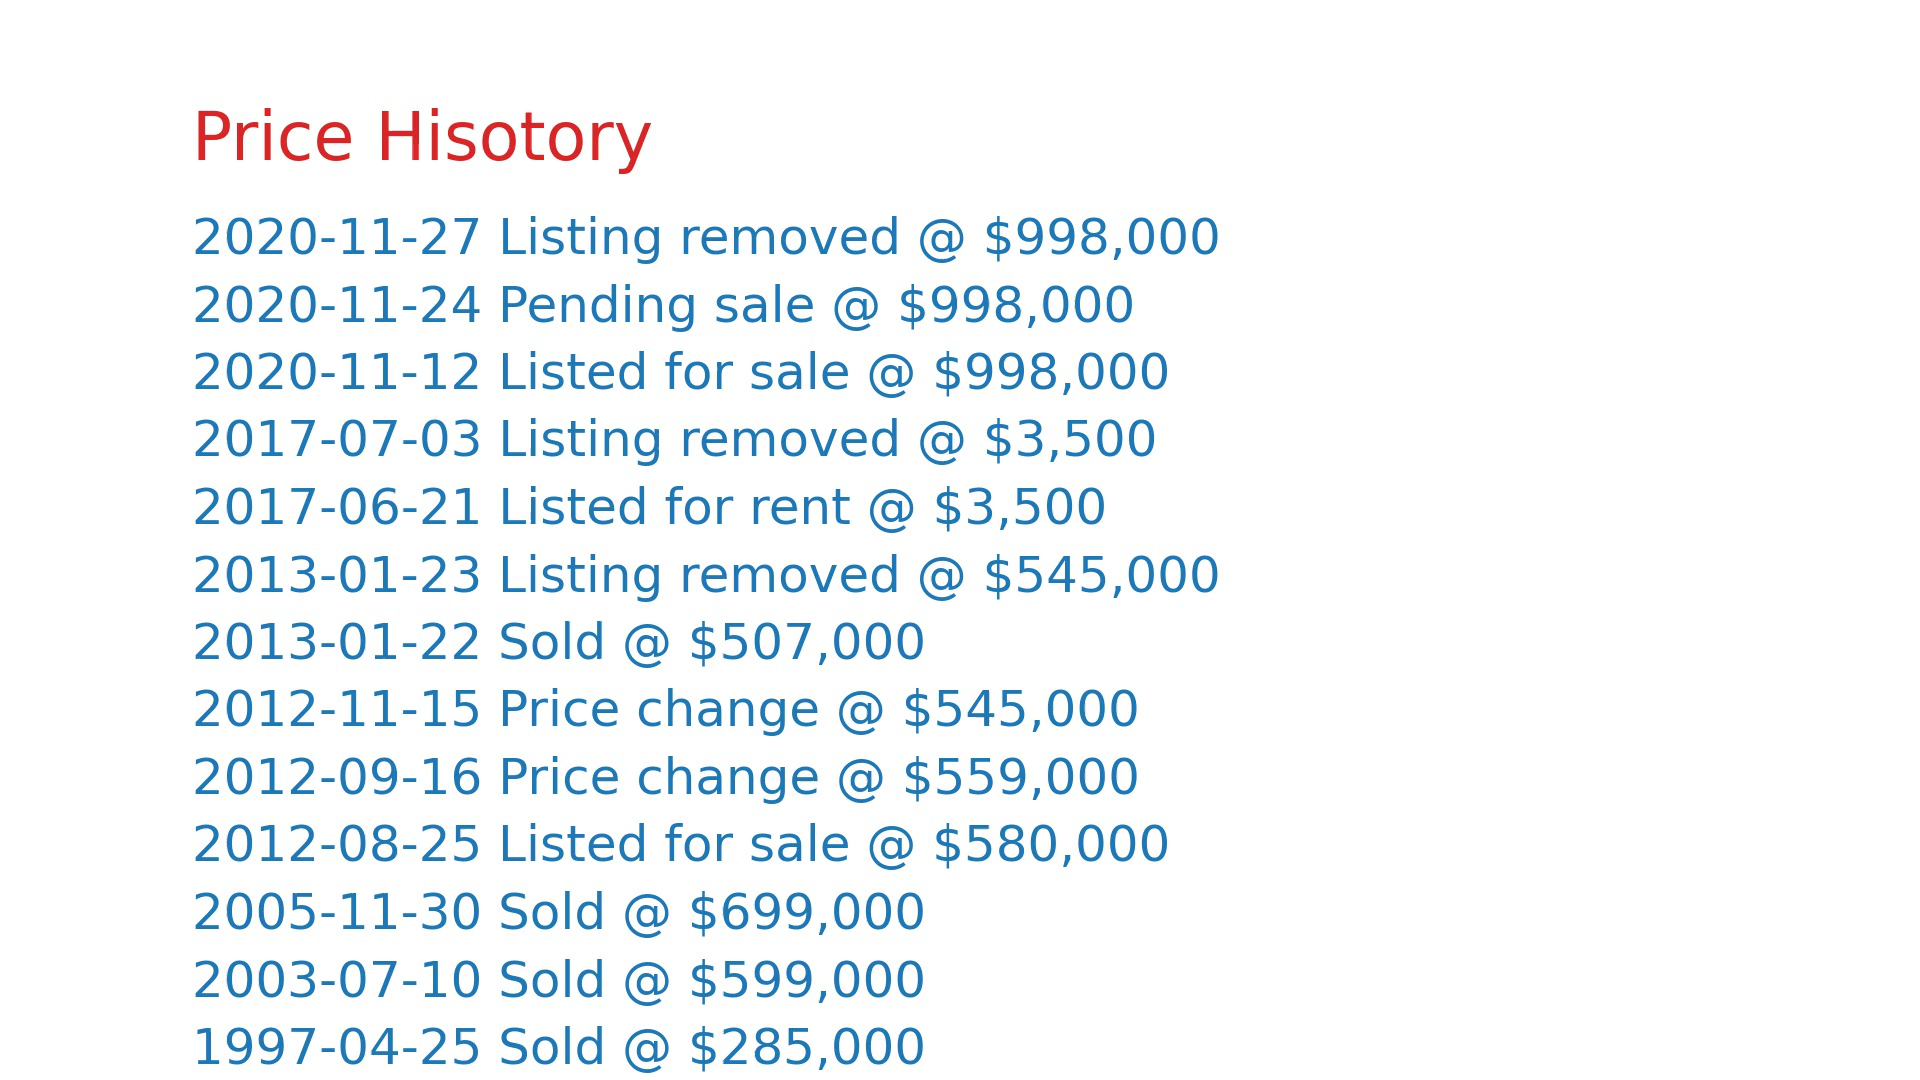 Price Hisotory
2020-11-27 Listing removed @ $998,000
2020-11-24 Pending sale @ $998,000
2020-11-12 Listed for sale @ $998,000
2017-07-03 Listing removed @ $3,500
2017-06-21 Listed for rent @ $3,500
2013-01-23 Listing removed @ $545,000
2013-01-22 Sold @ $507,000
2012-11-15 Price change @ $545,000
2012-09-16 Price change @ $559,000
2012-08-25 Listed for sale @ $580,000
2005-11-30 Sold @ $699,000
2003-07-10 Sold @ $599,000
1997-04-25 Sold @ $285,000